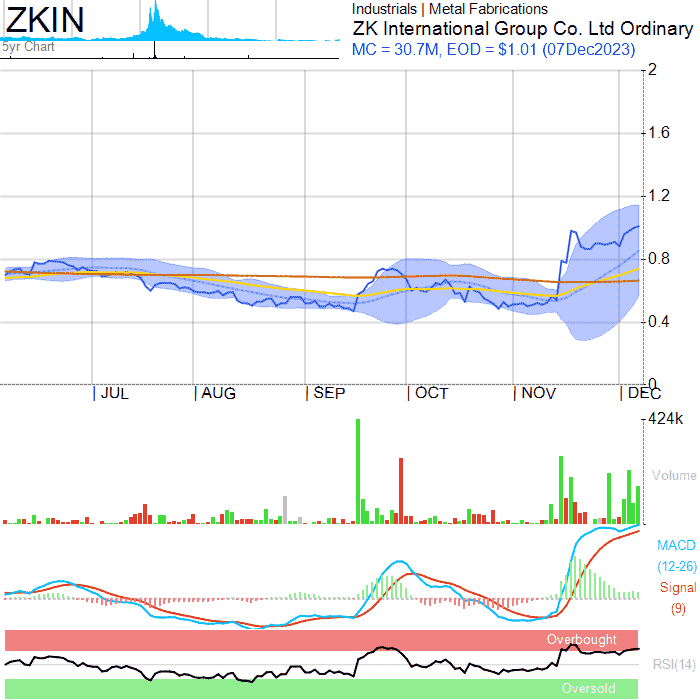 ZKIN
5yr Chart
Industrials | Metal Fabrications
ZK International Group Co. Ltd Ordinary
MC = 30.7M, EOD = $1.01 (07Dec2023)
2
1.6
1.2
0.8
0.4
0
JUL AUG SEP OCT NOV DEC
424k
Volume
MACD
(12-26)
Signal
(9)
Overbought
RSI(14)
Oversold